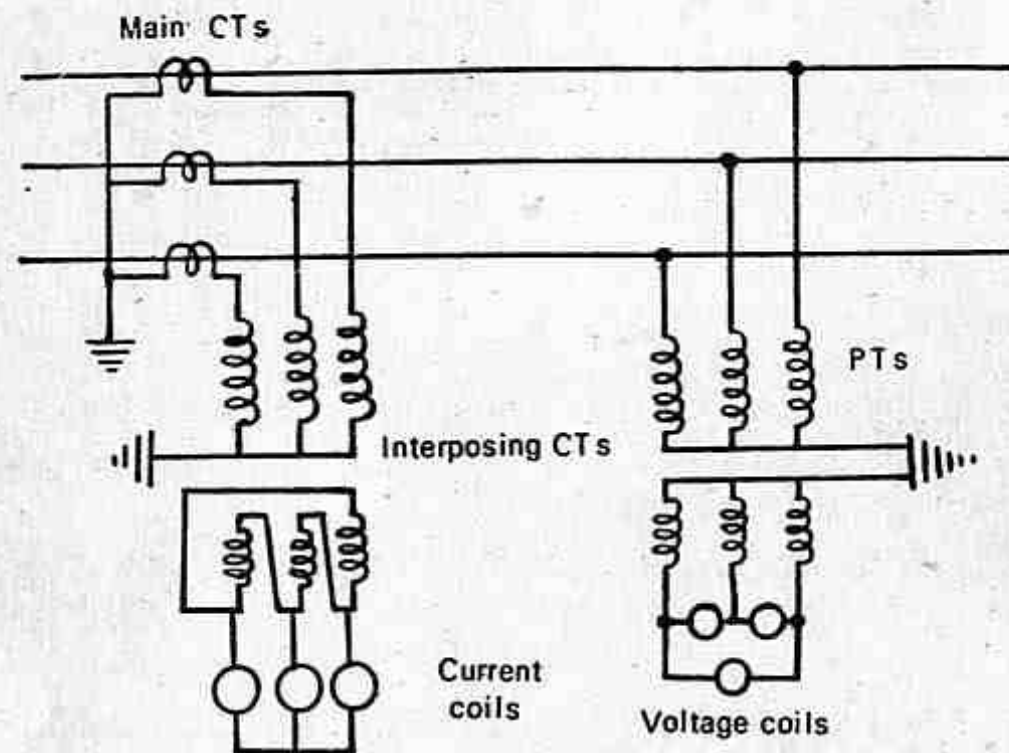 Main CTs
PTs
Interposing CTs
Current
coils
Voltage coils